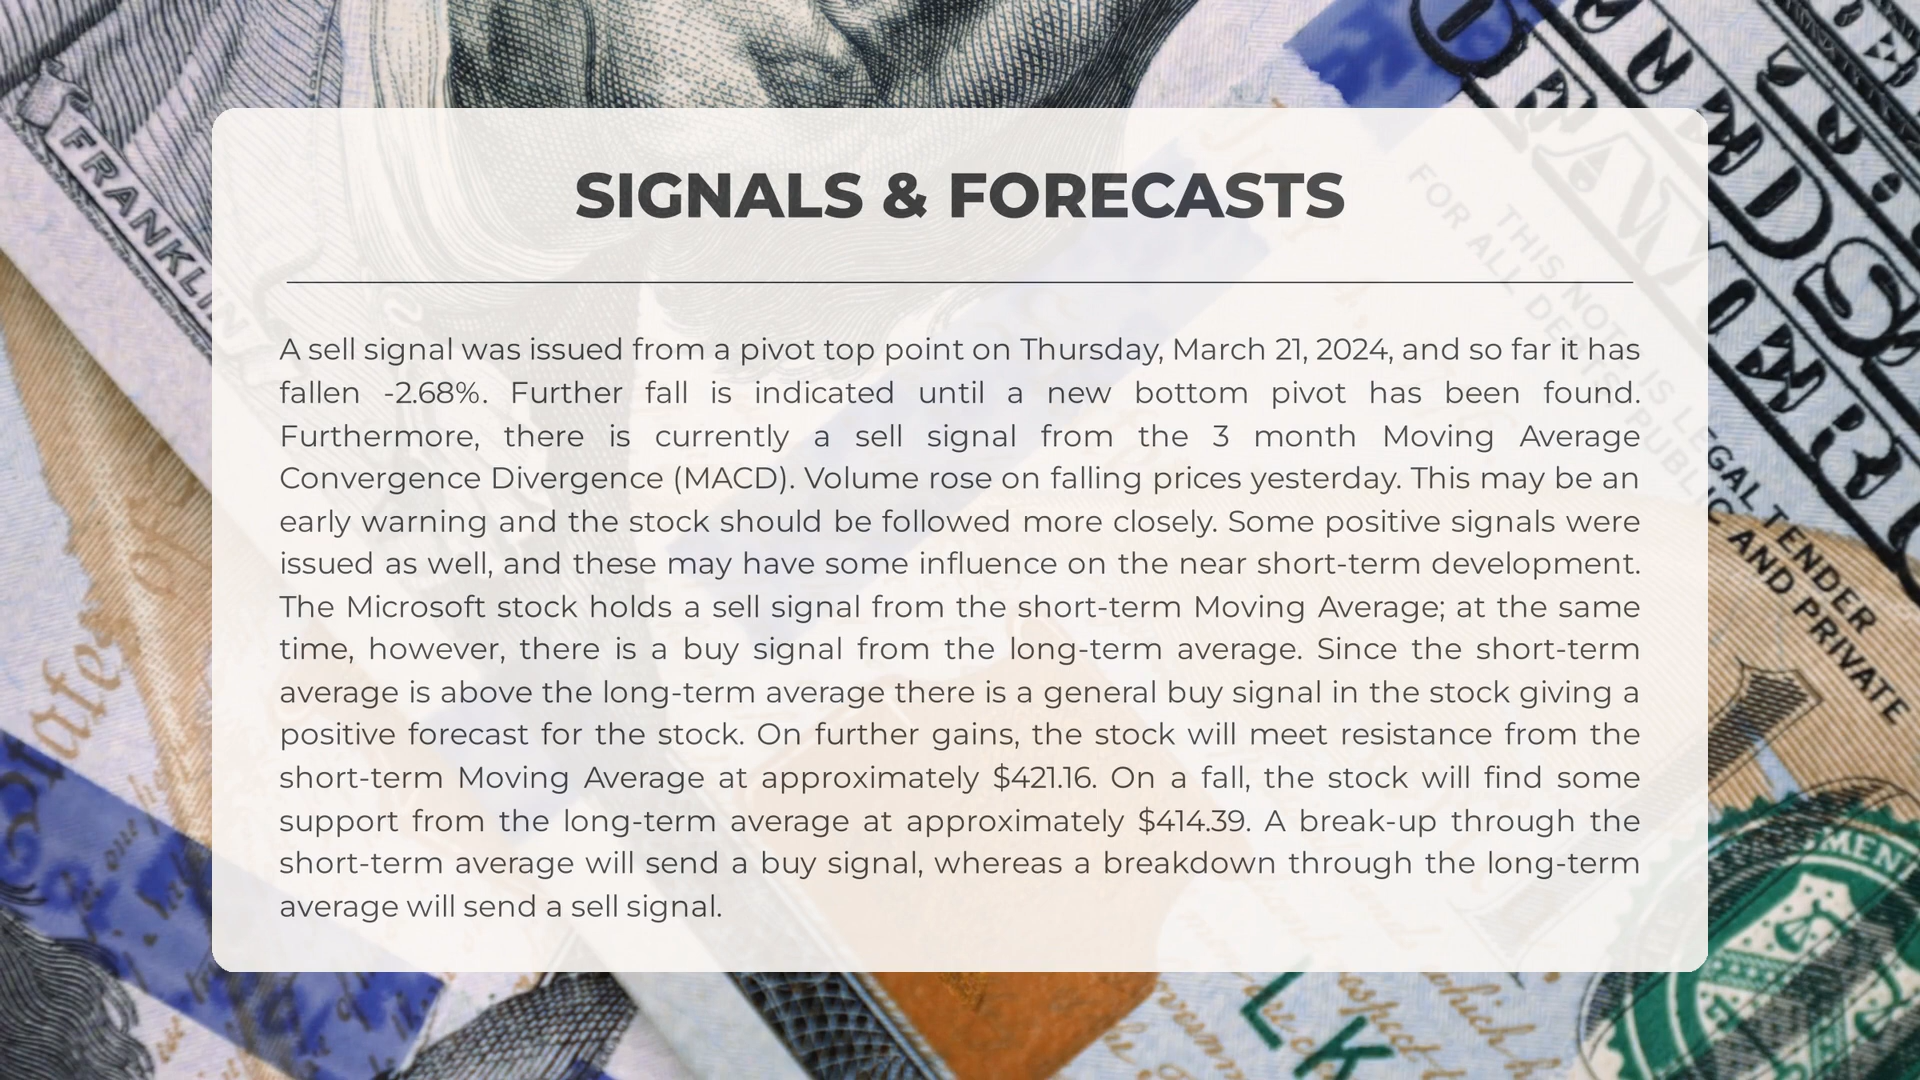 FRANKLIN
SIGNALS & FORECASTS
A sell signal was issued from a pivot top point on Thursday, March 21, 2024, and so far it has
fallen -2.68%. Further fall is indicated until a new bottom pivot has been found.
Furthermore, there is currently a sell signal from the 3 month Moving Average
Convergence Divergence (MACD). Volume rose on falling prices yesterday. This may be an
early warning and the stock should be followed more closely. Some positive signals were
issued as well, and these may have some influence on the near short-term development.
The Microsoft stock holds a sell signal from the short-term Moving Average; at the same
time, however, there is a buy signal from the long-term average. Since the short-term
average is above the long-term average there is a general buy signal in the stock giving a
positive forecast for the stock. On further gains, the stock will meet resistance from the
short-term Moving Average at approximately $421.16. On a fall, the stock will find some
support from the long-term average at approximately $414.39. A break-up through the
short-term average will send a buy signal, whereas a breakdown through the long-term
average will send a sell signal.
THIS NOTE IS LEGAL TENDER
FOR ALL DEBTS PUBLIC AND PRIVATE
L K